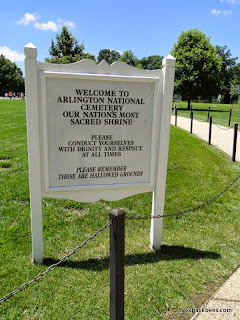 WELCOME TO
ARLINGTON NATIONAL
CEMETERY
OUR NATION'S MOST
SACRED SHRINE
PLEASE
CONDUCT YOURSELVES
WITH DIGNITY AND RESPECT
AT ALL TIMES
PLEASE REMEMBER
THESE ARE HALLOWED GROUNDS